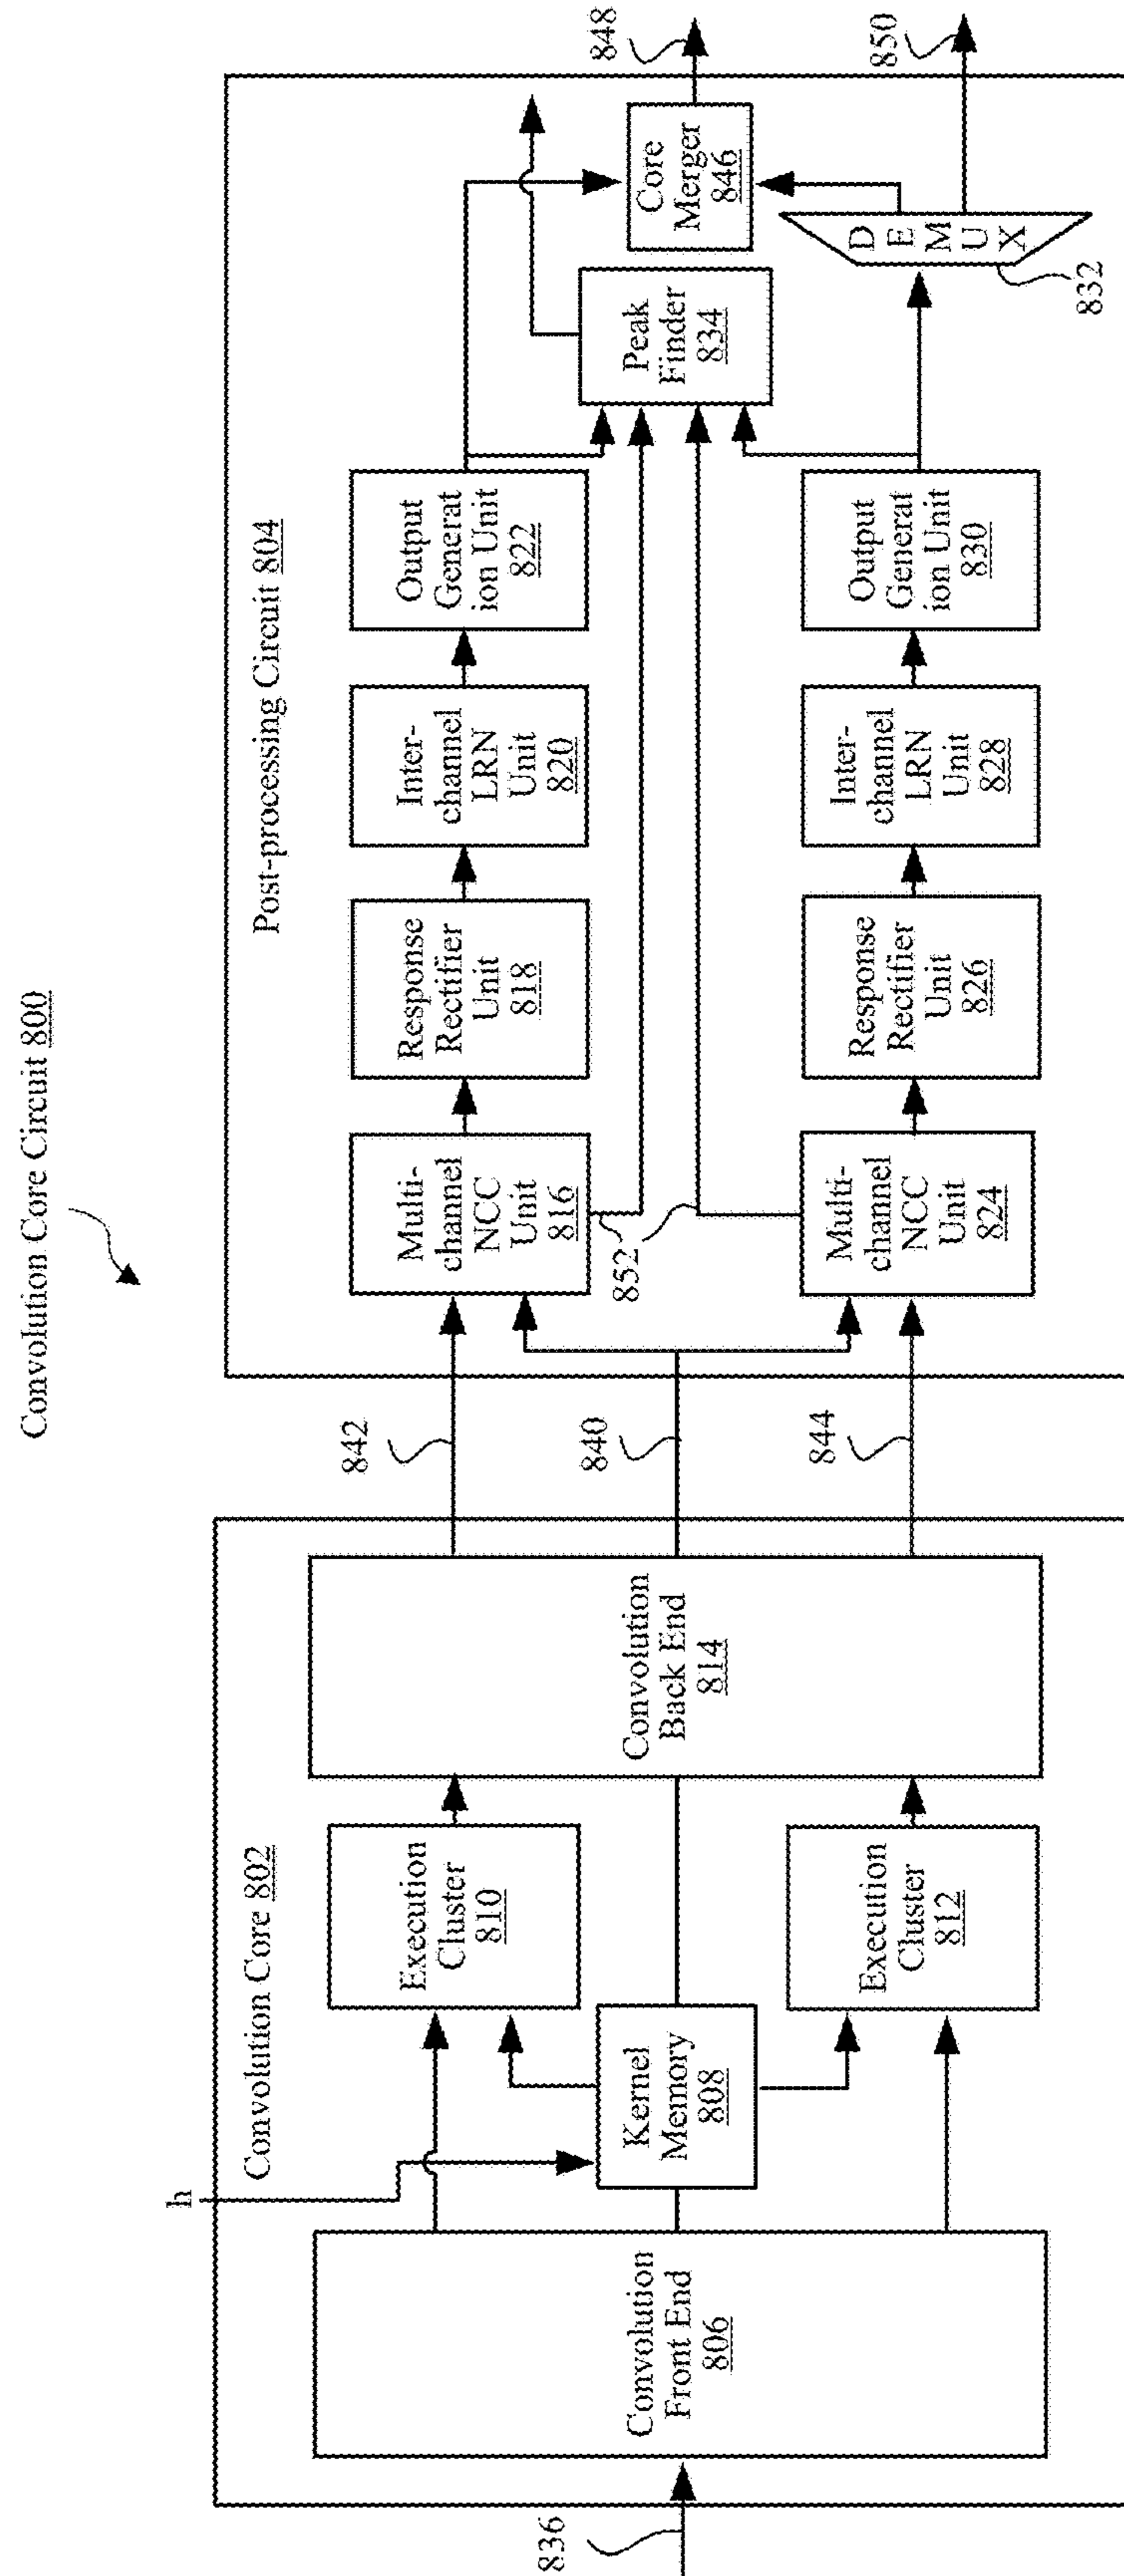 Convolution Core Circuit 800
Convolution Core 802
Post-processing Circuit 804
h
836
Convolution
Front End
806
Kernel
Memory
808
Execution
Cluster
810
Execution
Cluster
812
Convolution
Back End
814
842
840
844
Multi-
channel
NCC
Unit
816
852
Multi-
channel
NCC
Unit
824
Response
Rectifier
Unit
818
Response
Rectifier
Unit
826
Inter-
channel
LRN
Unit
820
Inter-
channel
LRN
Unit
828
Output
Generat
ion Unit
822
Output
Generat
ion Unit
830
Peak
Finder
834
Core
Merger
846
D
E
M
U
X
832
848
850